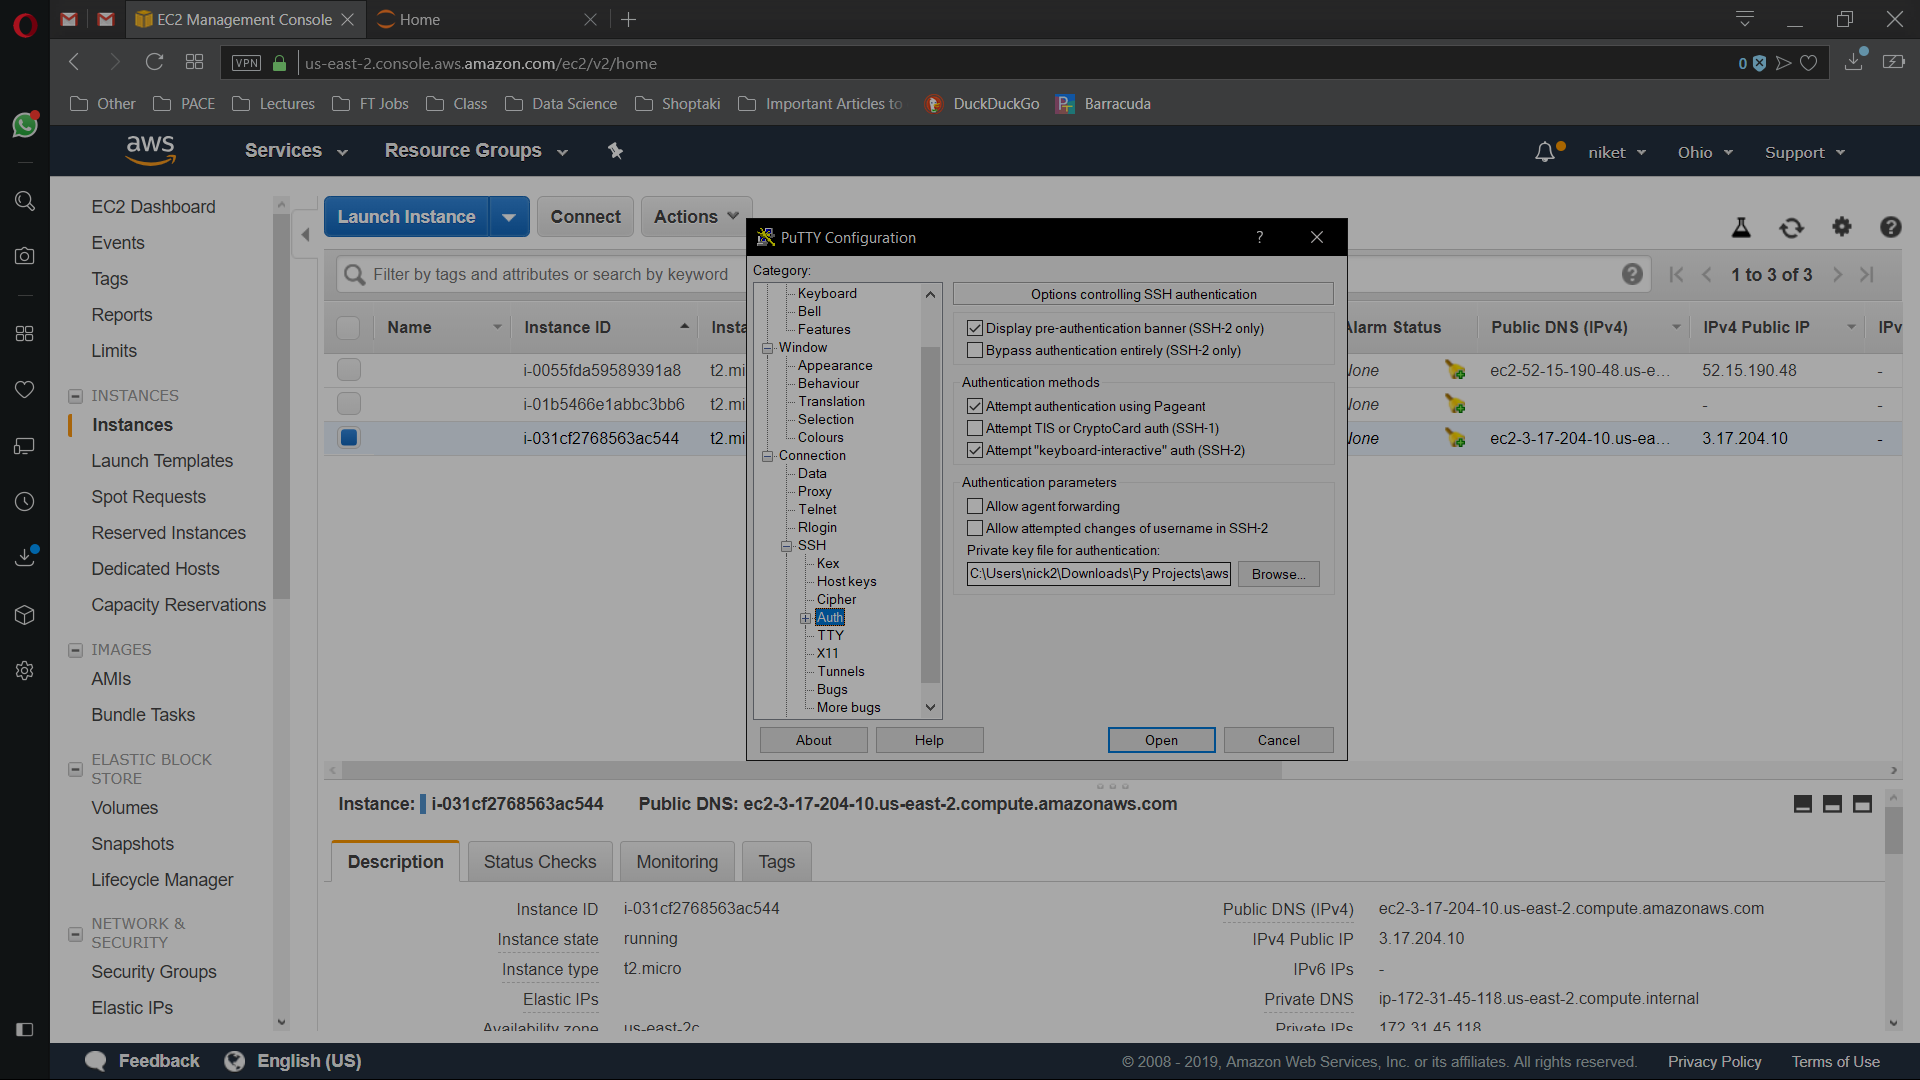 EC2 Management Console
Home
VPN
us-east-2.console.aws.amazon.com/ec2/v2/home
0
Other
PACE
Lectures
FT Jobs
Class
Data Science
Shoptaki
Important Articles to
DuckDuckGo
Barracuda
aws
Services
Resource Groups
niket
Ohio
Support
EC2 Dashboard
Events
Tags
Reports
Limits
INSTANCES
Instances
Launch Templates
Spot Requests
Reserved Instances
Dedicated Hosts
Capacity Reservations
IMAGES
AMIs
Bundle Tasks
ELASTIC BLOCK
STORE
Volumes
Snapshots
Lifecycle Manager
NETWORK &
SECURITY
Security Groups
Elastic IPs
Launch Instance
Connect
Actions
Filter by tags and attributes or search by keyword
1 to 3 of 3
Name
Instance ID
Insta
Alarm Status
Public DNS (IPv4)
IPv4 Public IP
IPv
i-0055fda59589391a8
t2.mi
None
ec2-52-15-190-48.us-e...
52.15.190.48
-
i-01b5466e1abbc3bb6
t2.mi
None
-
-
i-031cf2768563ac544
t2.mi
None
ec2-3-17-204-10.us-ea...
3.17.204.10
-
PuTTY Configuration
?
Category:
Keyboard
Bell
Features
Window
Appearance
Behaviour
Translation
Selection
Colours
Connection
Data
Proxy
Telnet
Rlogin
SSH
Kex
Host keys
Cipher
Auth
TTY
X11
Tunnels
Bugs
More bugs
Options controlling SSH authentication
Display pre-authentication banner (SSH-2 only)
Bypass authentication entirely (SSH-2 only)
Authentication methods
Attempt authentication using Pageant
Attempt TIS or CryptoCard auth (SSH-1)
Attempt "keyboard-interactive" auth (SSH-2)
Authentication parameters
Allow agent forwarding
Allow attempted changes of username in SSH-2
Private key file for authentication:
C:\Users\nick2\Downloads\Py Projects\aws
Browse...
About
Help
Open
Cancel
Instance: i-031cf2768563ac544
Public DNS: ec2-3-17-204-10.us-east-2.compute.amazonaws.com
Description
Status Checks
Monitoring
Tags
Instance ID
i-031cf2768563ac544
Public DNS (IPv4)
ec2-3-17-204-10.us-east-2.compute.amazonaws.com
Instance state
running
IPv4 Public IP
3.17.204.10
Instance type
t2.micro
IPv6 IPs
-
Elastic IPs
Private DNS
ip-172-31-45-118.us-east-2.compute.internal
Availability zone
us-east-2c
Private IPs
172.31.45.118
Feedback
English (US)
© 2008 - 2019, Amazon Web Services, Inc. or its affiliates. All rights reserved.
Privacy Policy
Terms of Use